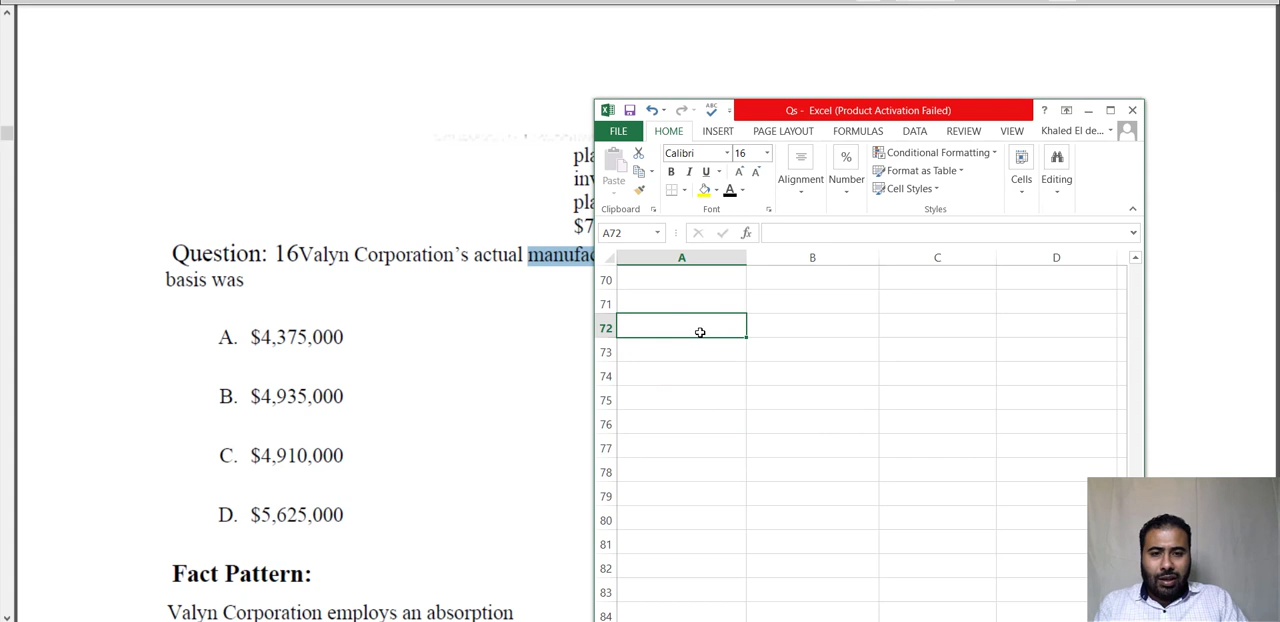 Qs - Excel (Product Activation Failed)
FILE HOME INSERT PAGE LAYOUT FORMULAS DATA REVIEW VIEW Khaled El de...
Calibri 16
Paste
B I U A A
Alignment Number
Conditional Formatting
Format as Table
Cell Styles
Cells Editing
Clipboard Font Styles
A72 fx
A B C D
70
71
72
73
74
75
76
77
78
79
80
81
82
83
84
pla
inv
pla
$7
Question: 16Valyn Corporation's actual manufac
basis was
A. $4,375,000
B. $4,935,000
C. $4,910,000
D. $5,625,000
Fact Pattern:
Valyn Corporation employs an absorption